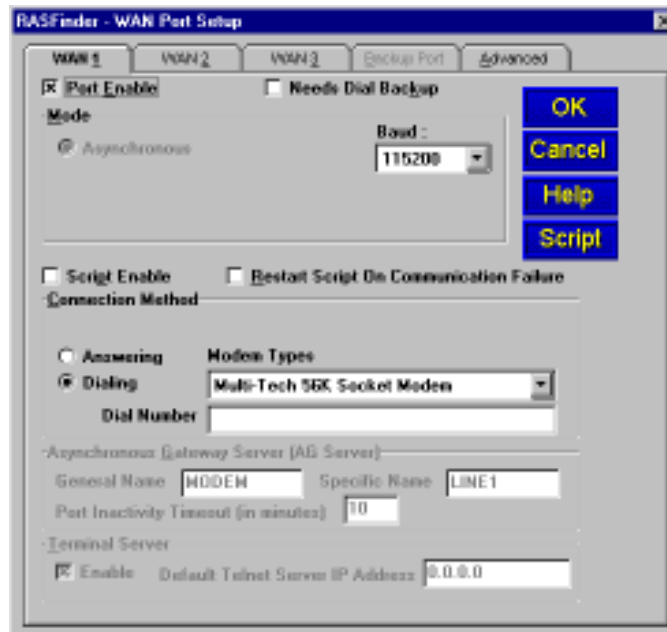 RASFinder - WAN Port Setup
WAN 1 WAN 2 WAN 3 Backup Port Advanced
Port Enable Needs Dial Backup
Mode
Asynchronous
Baud :
115200
OK
Cancel
Help
Script
Script Enable Restart Script On Communication Failure
Connection Method
Answering Modem Types
Dialing Multi-Tech 56K Socket Modem
Dial Number
Asynchronous Gateway Server (AG Server)
General Name MODEM Specific Name LINE1
Port Inactivity Timeout (in minutes) 10
Terminal Server
Enable Default Telnet Server IP Address 0.0.0.0